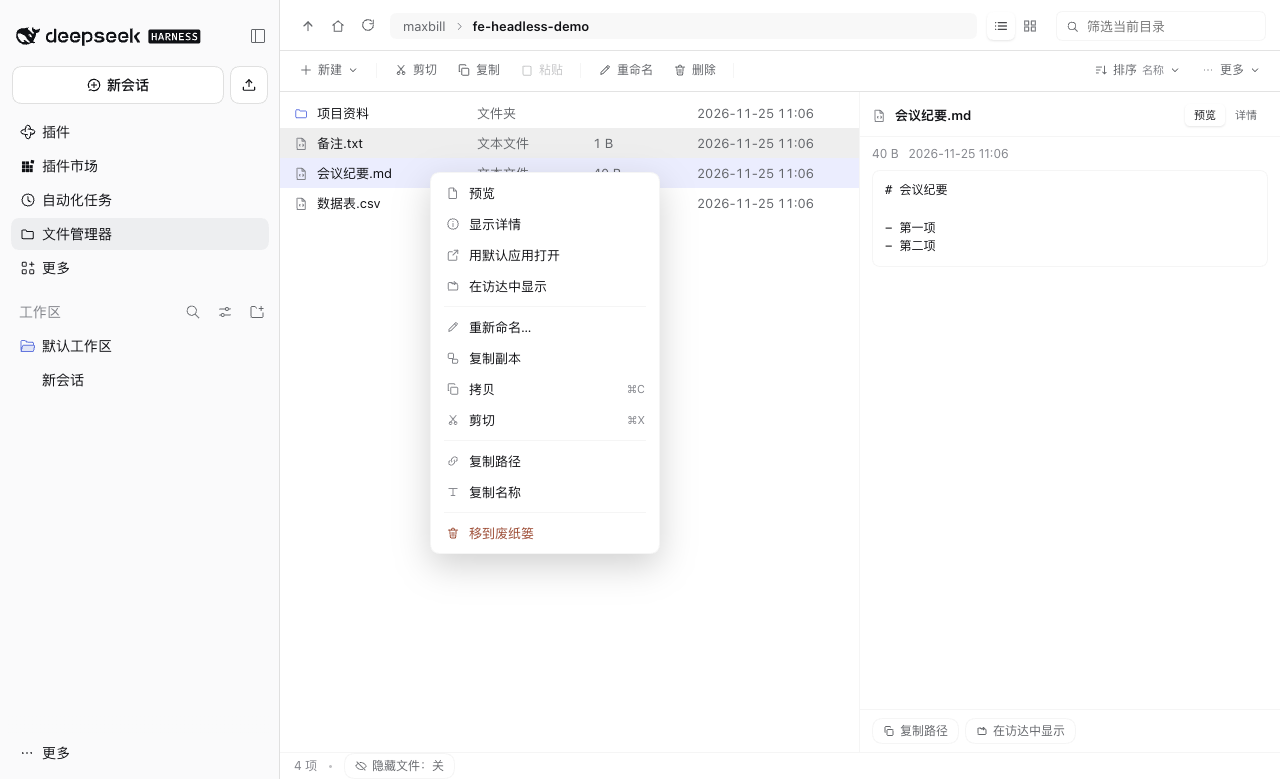 deepseek HARNESS
新会话
插件
插件市场
自动化任务
文件管理器
更多
工作区
默认工作区
新会话
更多
maxbill > fe-headless-demo
筛选当前目录
新建 剪切 复制 粘贴 重命名 删除 排序 名称 更多
项目资料 文件夹 2026-11-25 11:06
备注.txt 文本文件 1 B 2026-11-25 11:06
会议纪要.md 文本文件 40 B 2026-11-25 11:06
数据表.csv 2026-11-25 11:06
预览
显示详情
用默认应用打开
在访达中显示
重新命名...
复制副本
拷贝 ⌘C
剪切 ⌘X
复制路径
复制名称
移到废纸篓
会议纪要.md 预览 详情
40 B 2026-11-25 11:06
# 会议纪要
- 第一项
- 第二项
复制路径 在访达中显示
4 项 • 隐藏文件：关